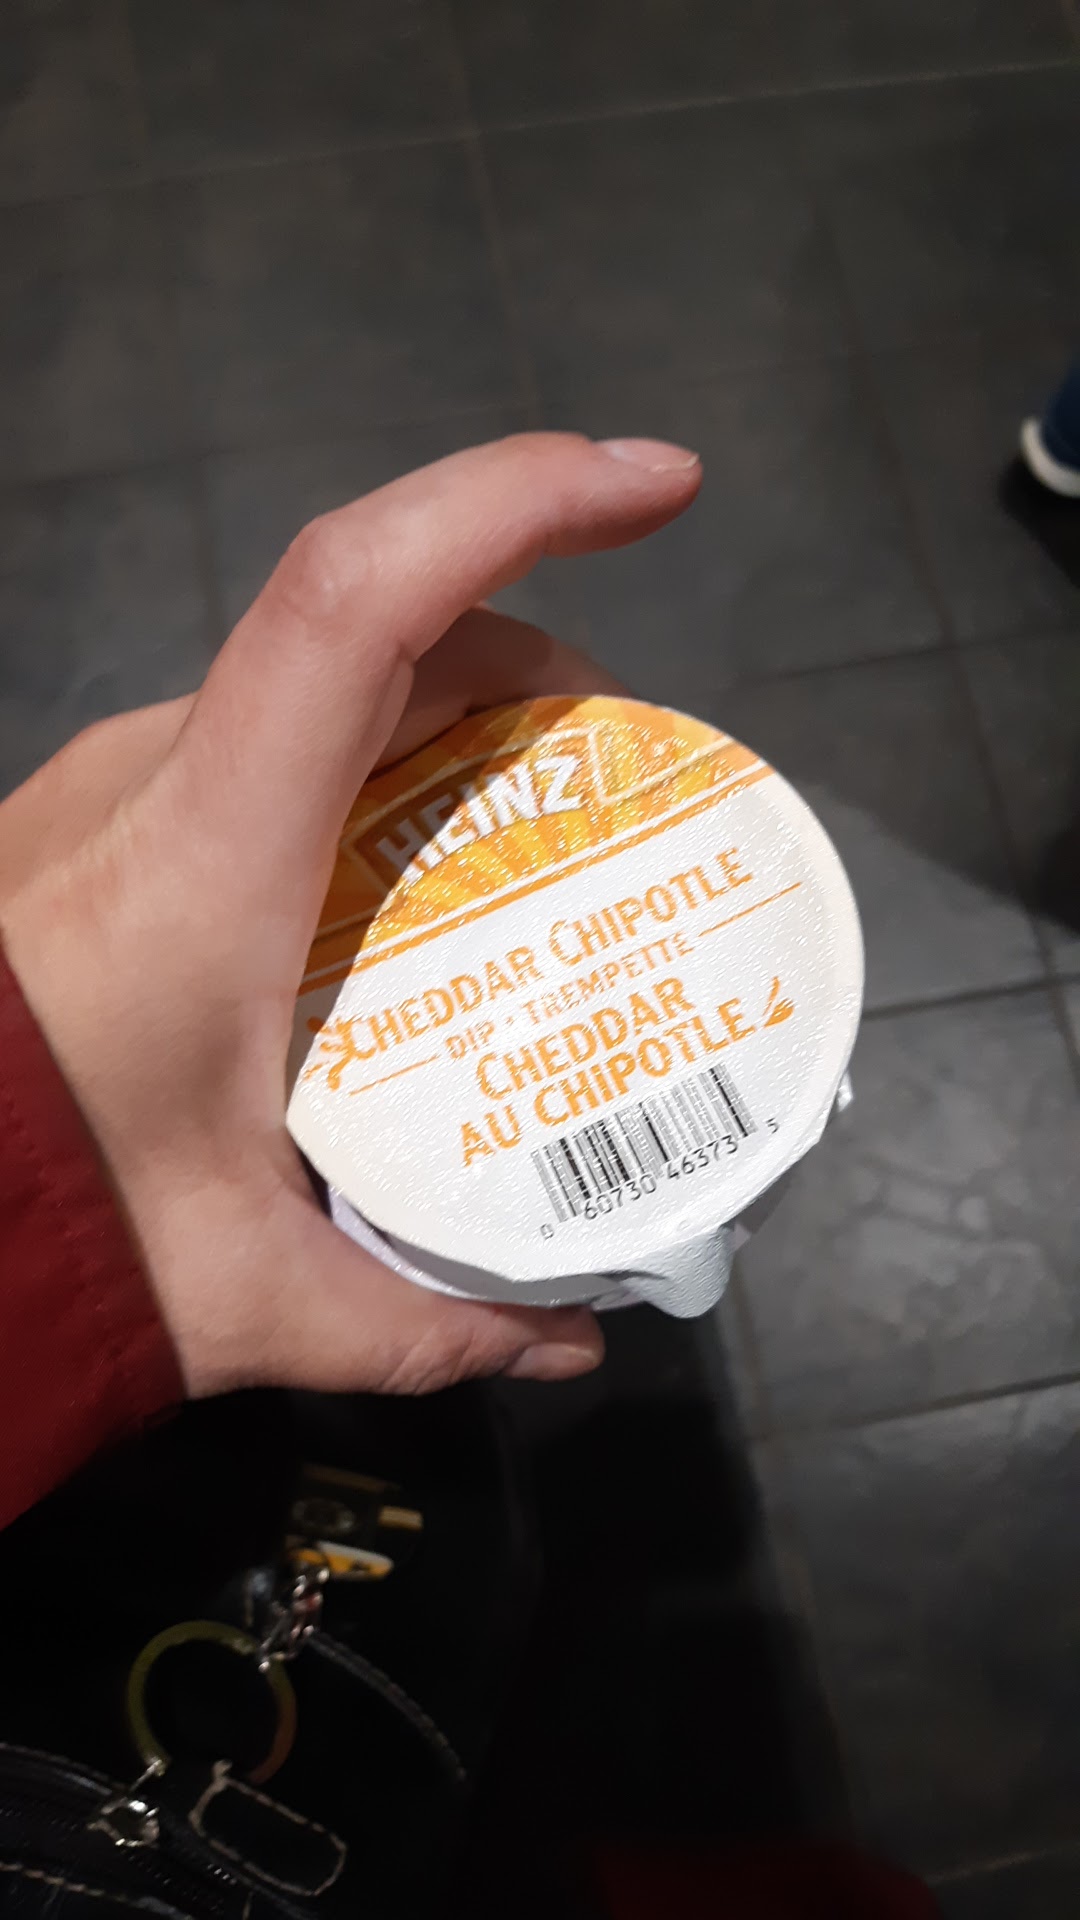 HEINZ
CHEDDAR CHIPOTLE
DIP · TREMPETTE
CHEDDAR
AU CHIPOTLE
0 60730 46373 5